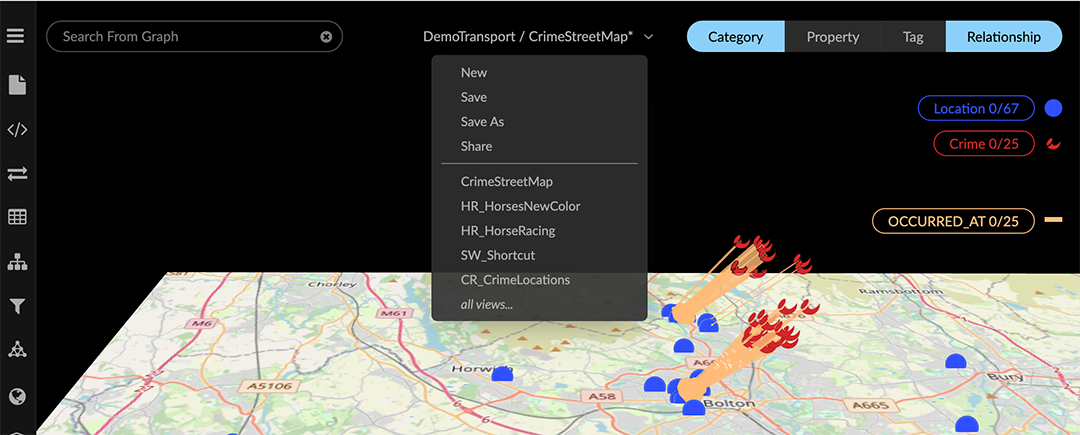 Search From Graph
DemoTransport / CrimeStreetMap*
Category
Property
Tag
Relationship
New
Save
Save As
Share
CrimeStreetMap
HR_HorsesNewColor
HR_HorseRacing
SW_Shortcut
CR_CrimeLocations
all views...
Location 0/67
Crime 0/25
OCCURRED_AT 0/25
Chorley
M6
M61
Ramsbottom
Horwich
A5106
A58
Bolton
Bury
A665